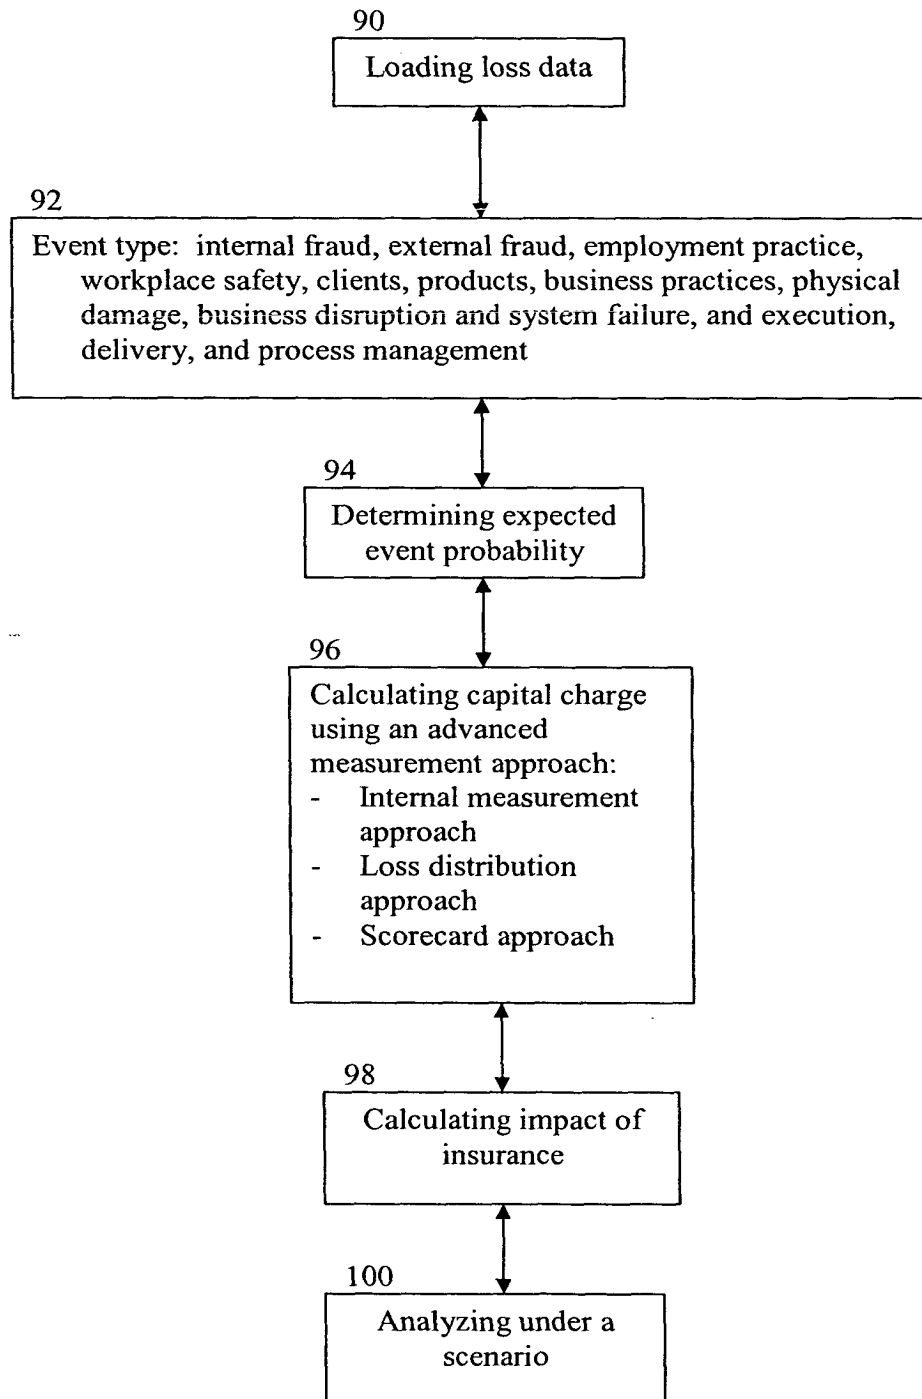 90
Loading loss data
92
Event type: internal fraud, external fraud, employment practice,
workplace safety, clients, products, business practices, physical
damage, business disruption and system failure, and execution,
delivery, and process management
94
Determining expected
event probability
96
Calculating capital charge
using an advanced
measurement approach:
- Internal measurement
approach
- Loss distribution
approach
- Scorecard approach
98
Calculating impact of
insurance
100
Analyzing under a
scenario